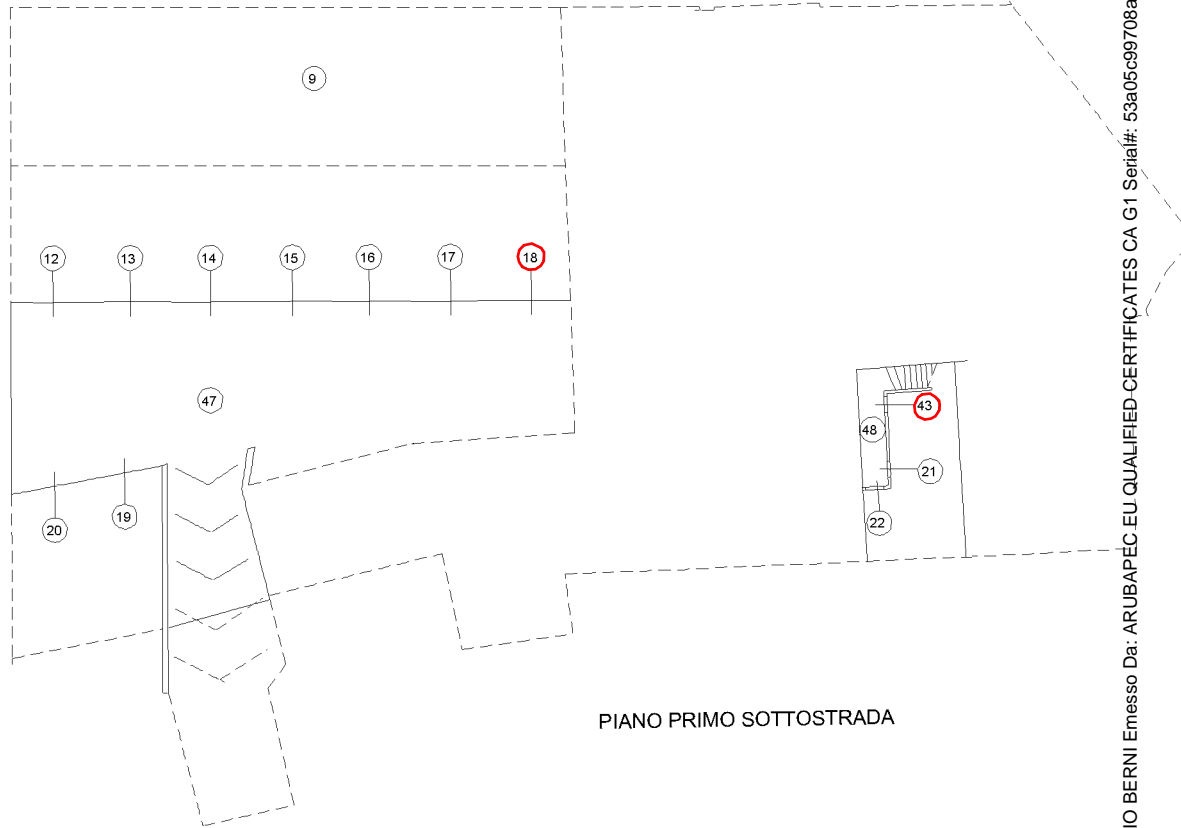 9
12 13 14 15 16 17 18
47
43
48
21
20 19
22
PIANO PRIMO SOTTOSTRADA
IO BERNI Emesso Da: ARUBAPEC EU QUALIFIED CERTIFICATES CA G1 Serial#: 53a05c99708a